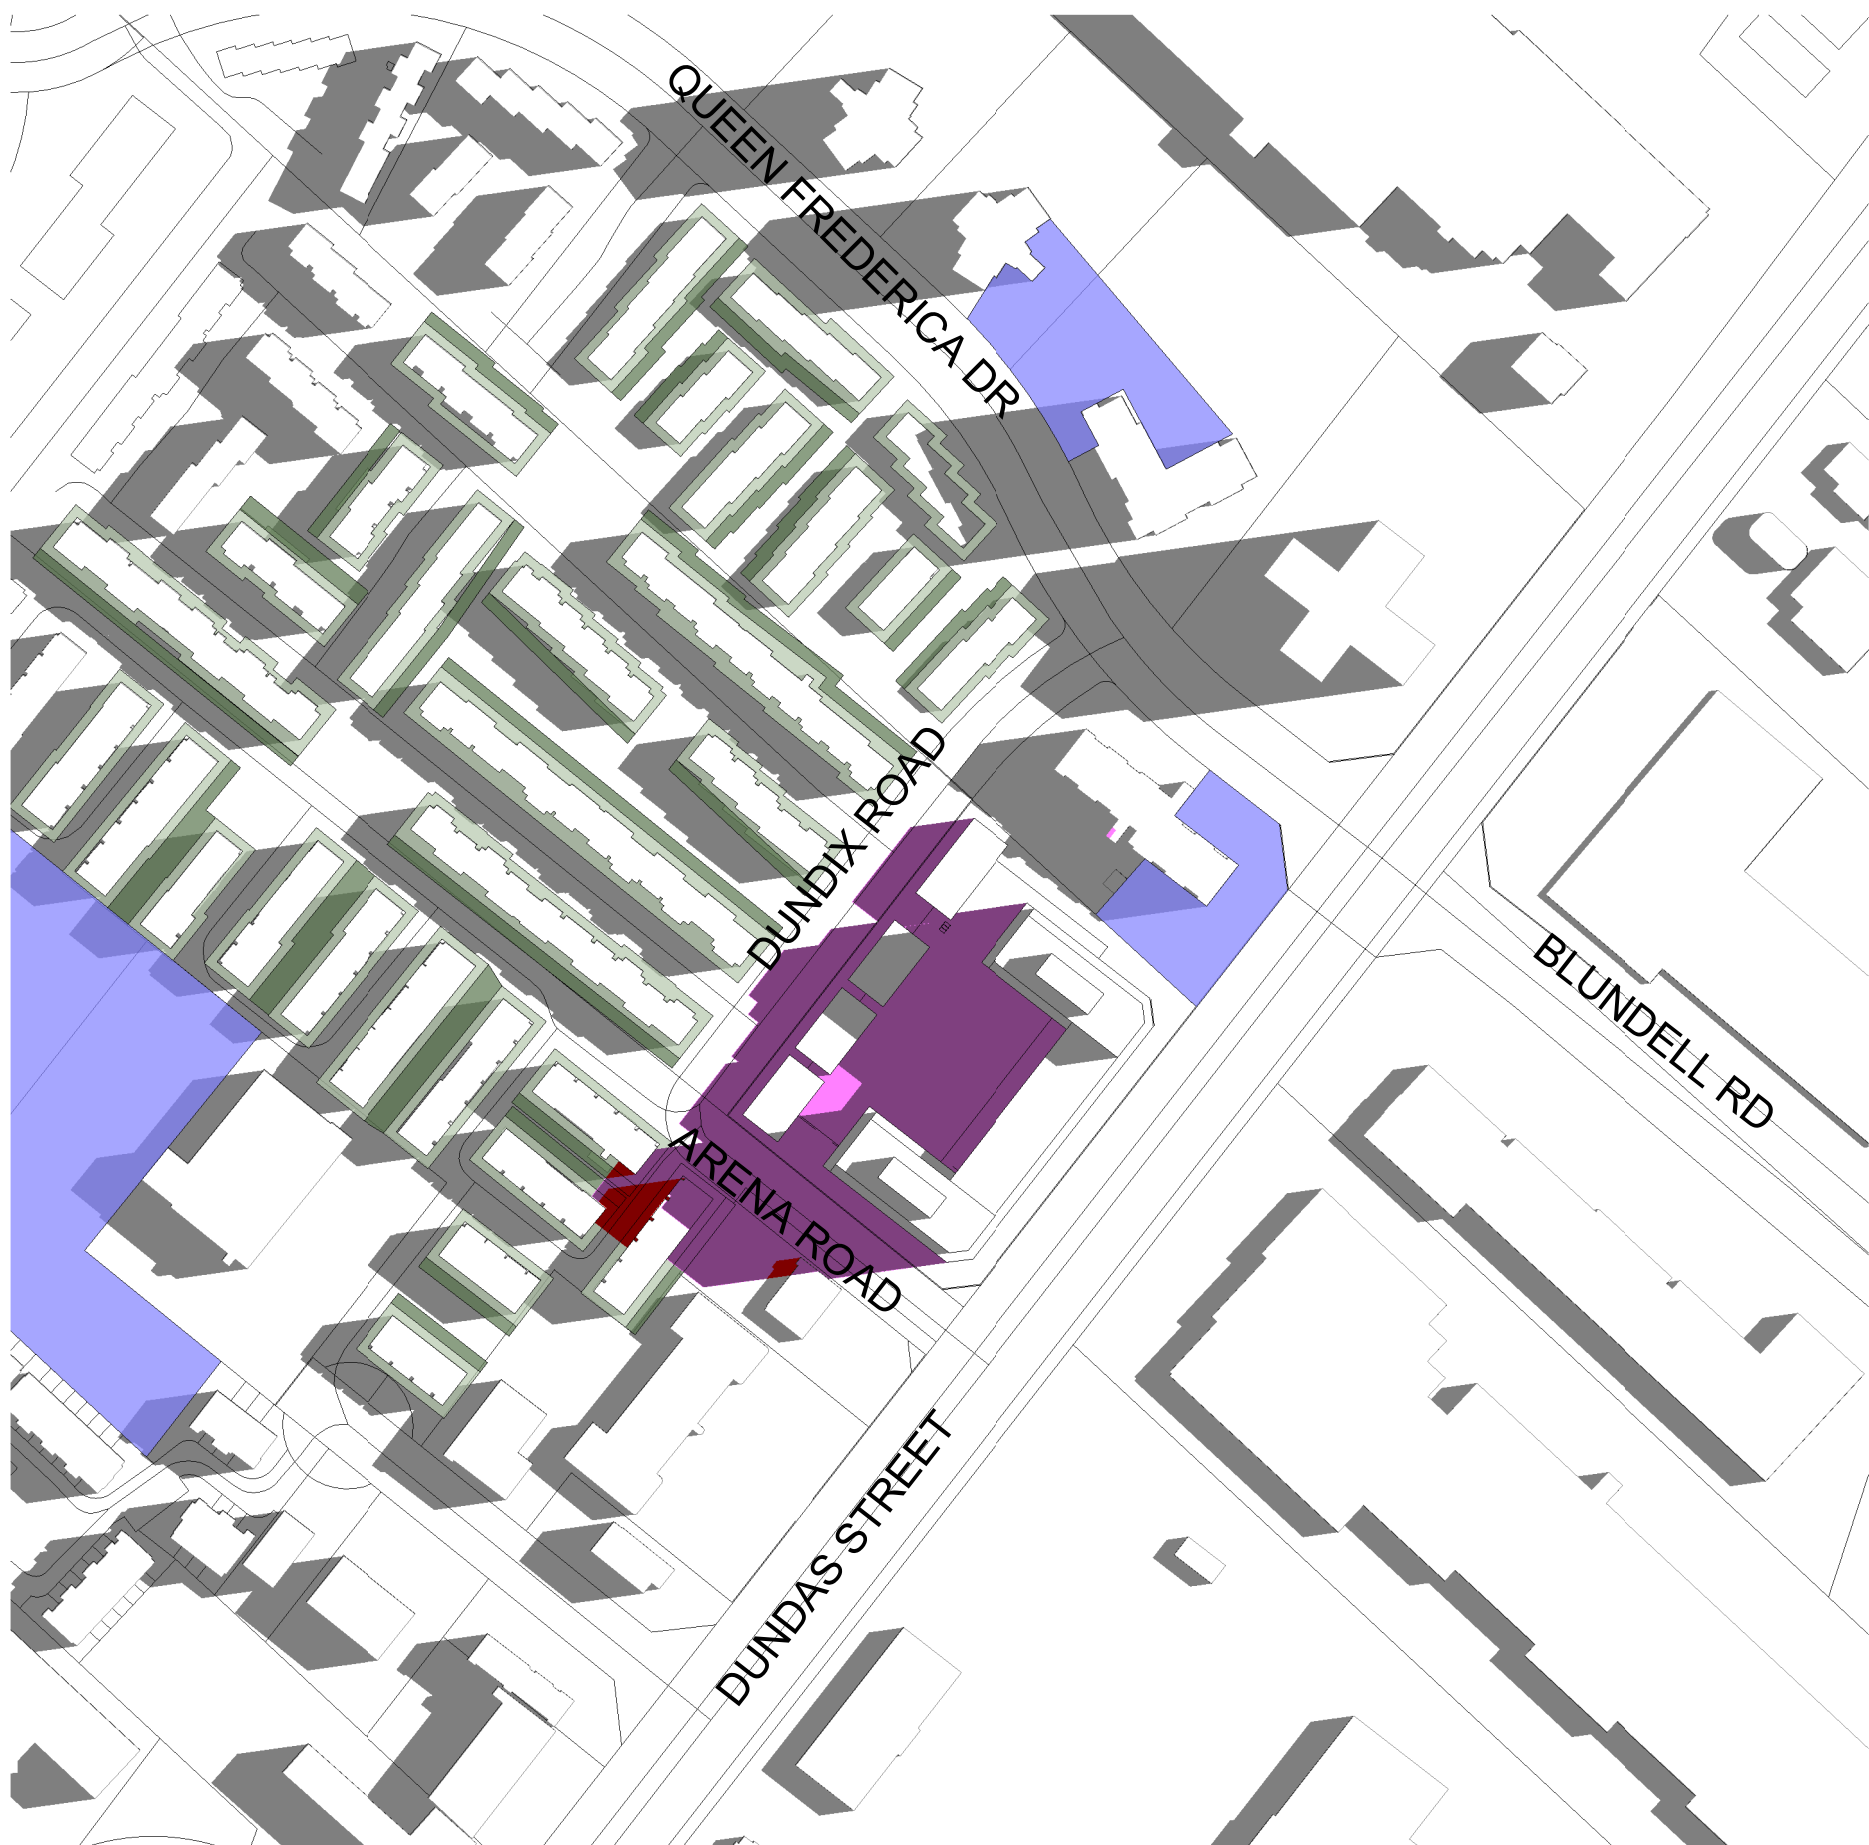 QUEEN FREDERICA DR
DUNDIX ROAD
BLUNDELL RD
ARENA ROAD
DUNDAS STREET